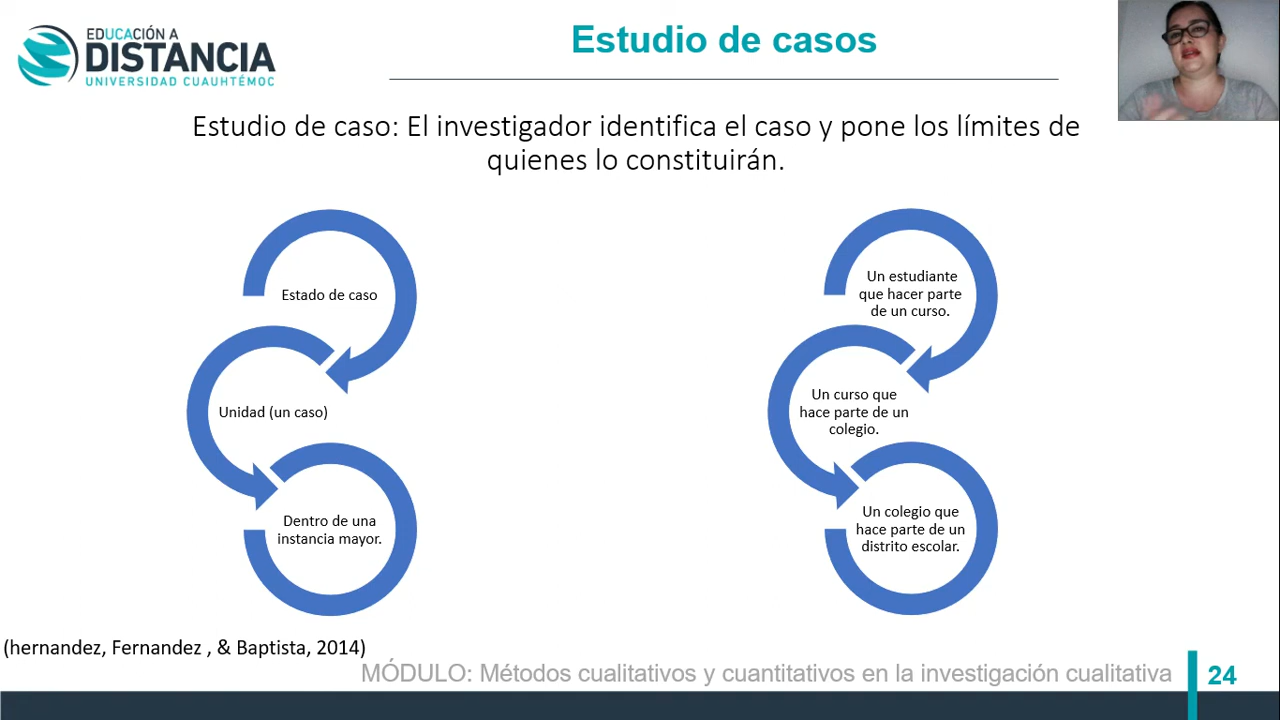 EDUCACIÓN A
DISTANCIA
UNIVERSIDAD CUAUHTÉMOC
Estudio de casos
Estudio de caso: El investigador identifica el caso y pone los límites de
quienes lo constituirán.
Estado de caso
Unidad (un caso)
Dentro de una
instancia mayor.
Un estudiante
que hacer parte
de un curso.
Un curso que
hace parte de un
colegio.
Un colegio que
hace parte de un
distrito escolar.
(hernandez, Fernandez , & Baptista, 2014)
MÓDULO: Métodos cualitativos y cuantitativos en la investigación cualitativa
24